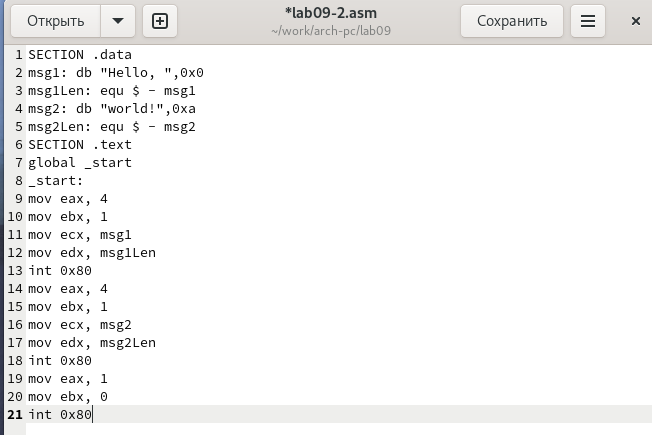 Открыть
*lab09-2.asm
~/work/arch-pc/lab09
Сохранить
1 SECTION .data
2 msg1: db "Hello, ",0x0
3 msg1Len: equ $ - msg1
4 msg2: db "world!",0xa
5 msg2Len: equ $ - msg2
6 SECTION .text
7 global _start
8 _start:
9 mov eax, 4
10 mov ebx, 1
11 mov ecx, msg1
12 mov edx, msg1Len
13 int 0x80
14 mov eax, 4
15 mov ebx, 1
16 mov ecx, msg2
17 mov edx, msg2Len
18 int 0x80
19 mov eax, 1
20 mov ebx, 0
21 int 0x80